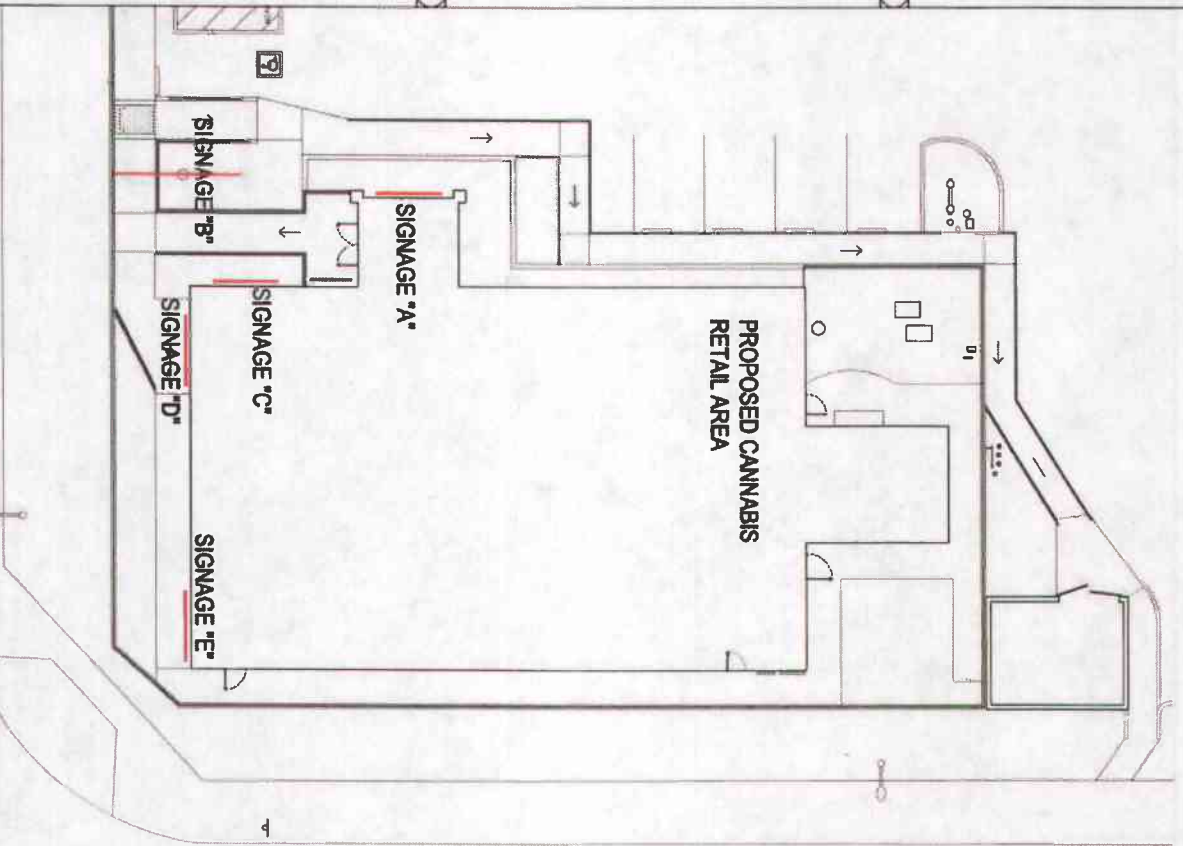 SIGNAGE "B"
SIGNAGE "A"
SIGNAGE "C"
SIGNAGE "D"
SIGNAGE "E"
PROPOSED CANNABIS
RETAIL AREA